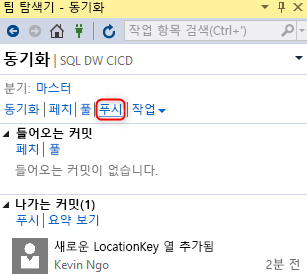 팀 탐색기 - 동기화
작업 항목 검색(Ctrl+')
동기화 | SQL DW CICD
분기: 마스터
동기화 | 페치 | 풀 | 푸시 | 작업
들어오는 커밋
페치 | 풀
들어오는 커밋이 없습니다.
나가는 커밋(1)
푸시 | 요약 보기
새로운 LocationKey 열 추가됨
Kevin Ngo 2분 전